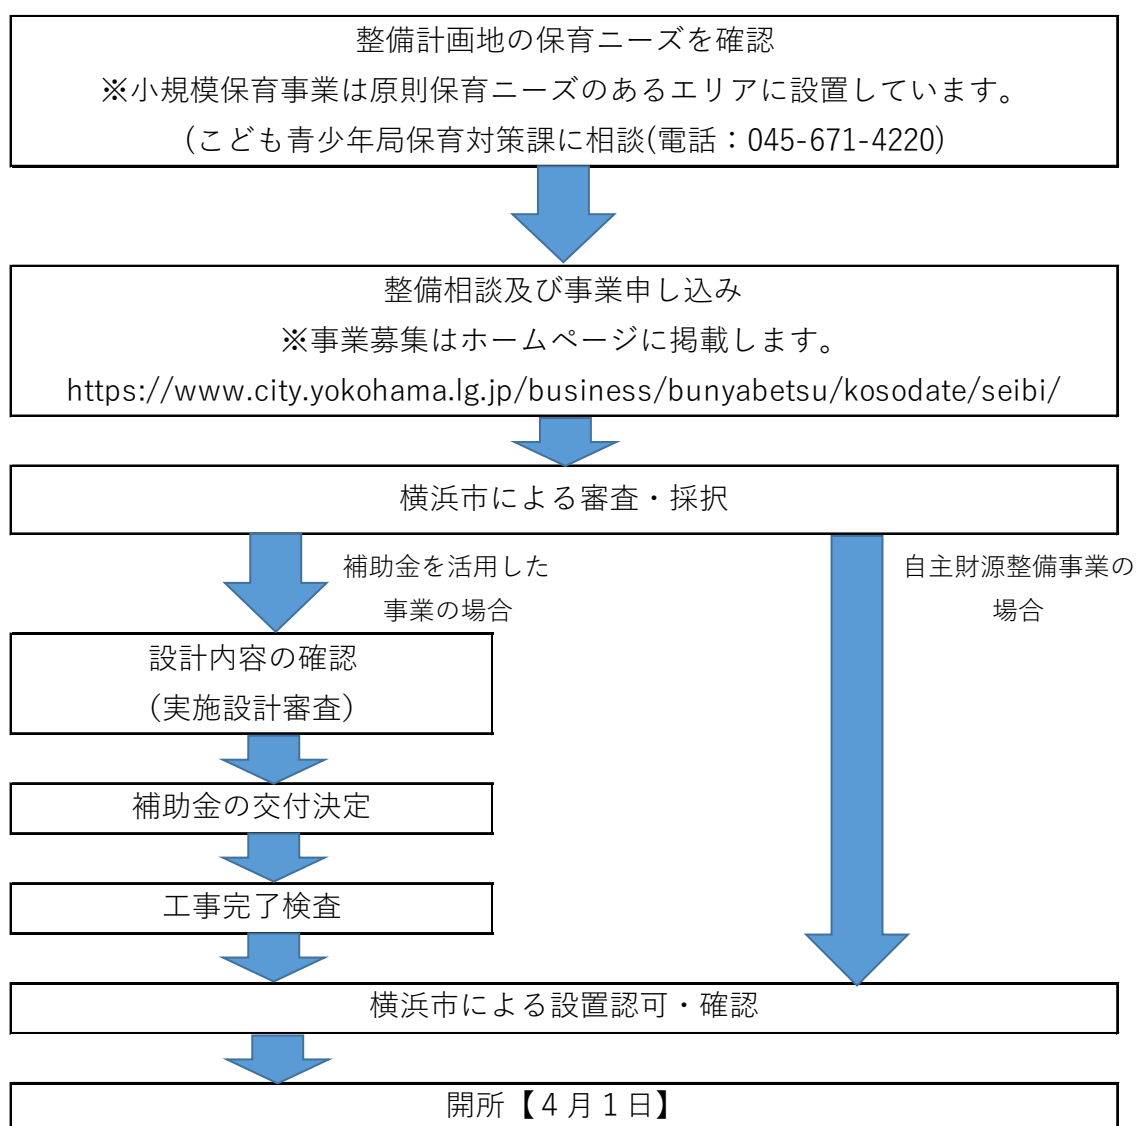 整備計画地の保育ニーズを確認
※小規模保育事業は原則保育ニーズのあるエリアに設置しています。
(こども青少年局保育対策課に相談(電話：045-671-4220)
整備相談及び事業申し込み
※事業募集はホームページに掲載します。
https://www.city.yokohama.lg.jp/business/bunyabetsu/kosodate/seibi/
横浜市による審査・採択
補助金を活用した
事業の場合
自主財源整備事業の
場合
設計内容の確認
（実施設計審査）
補助金の交付決定
工事完了検査
横浜市による設置認可・確認
開所【４月１日】